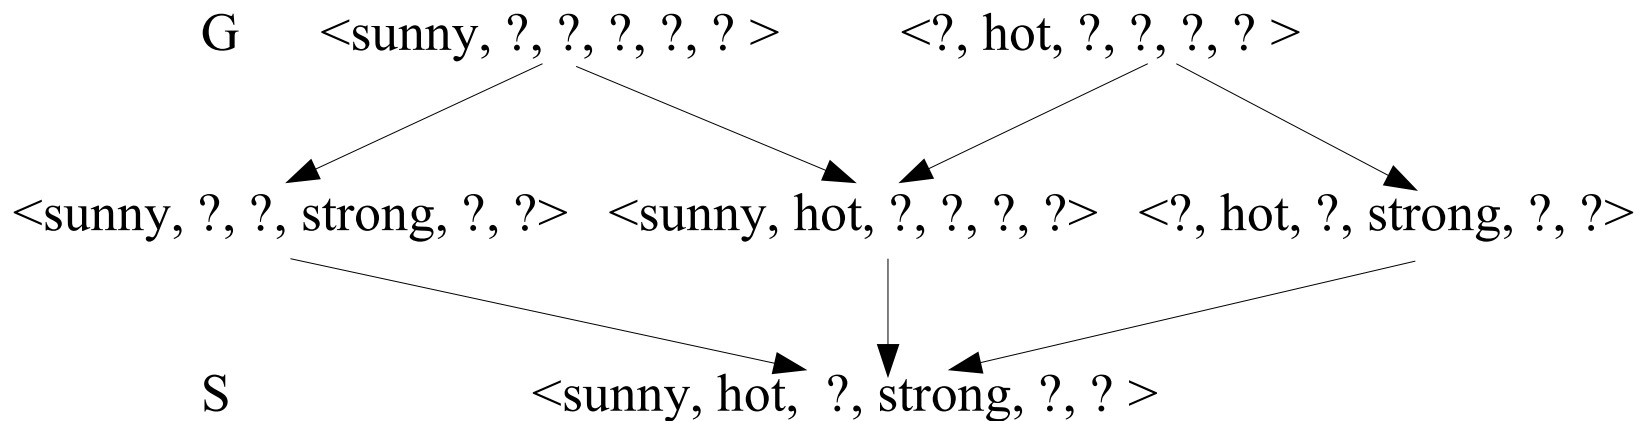 G <sunny, ?, ?, ?, ?, ? > <?, hot, ?, ?, ?, ? >
<sunny, ?, ?, strong, ?, ?> <sunny, hot, ?, ?, ?, ?> <?, hot, ?, strong, ?, ?>
S <sunny, hot, ?, strong, ?, ? >